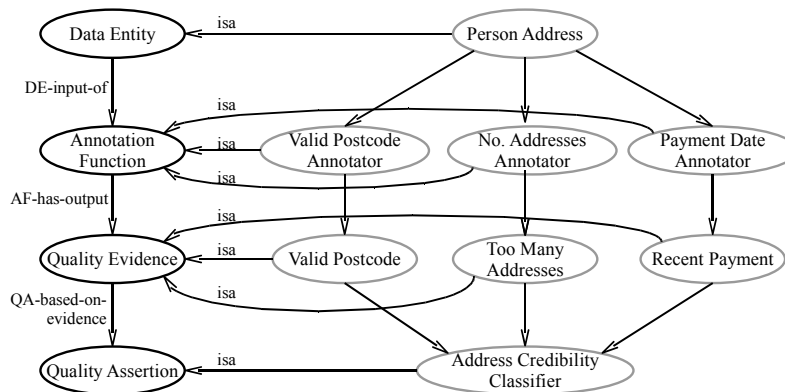 isa
Data Entity
Person Address
DE-input-of
isa
Annotation
Function
isa
Valid Postcode
Annotator
No. Addresses
Annotator
Payment Date
Annotator
isa
AF-has-output
isa
Quality Evidence
isa
Valid Postcode
Too Many
Addresses
Recent Payment
QA-based-on-
evidence
isa
Quality Assertion
isa
Address Credibility
Classifier